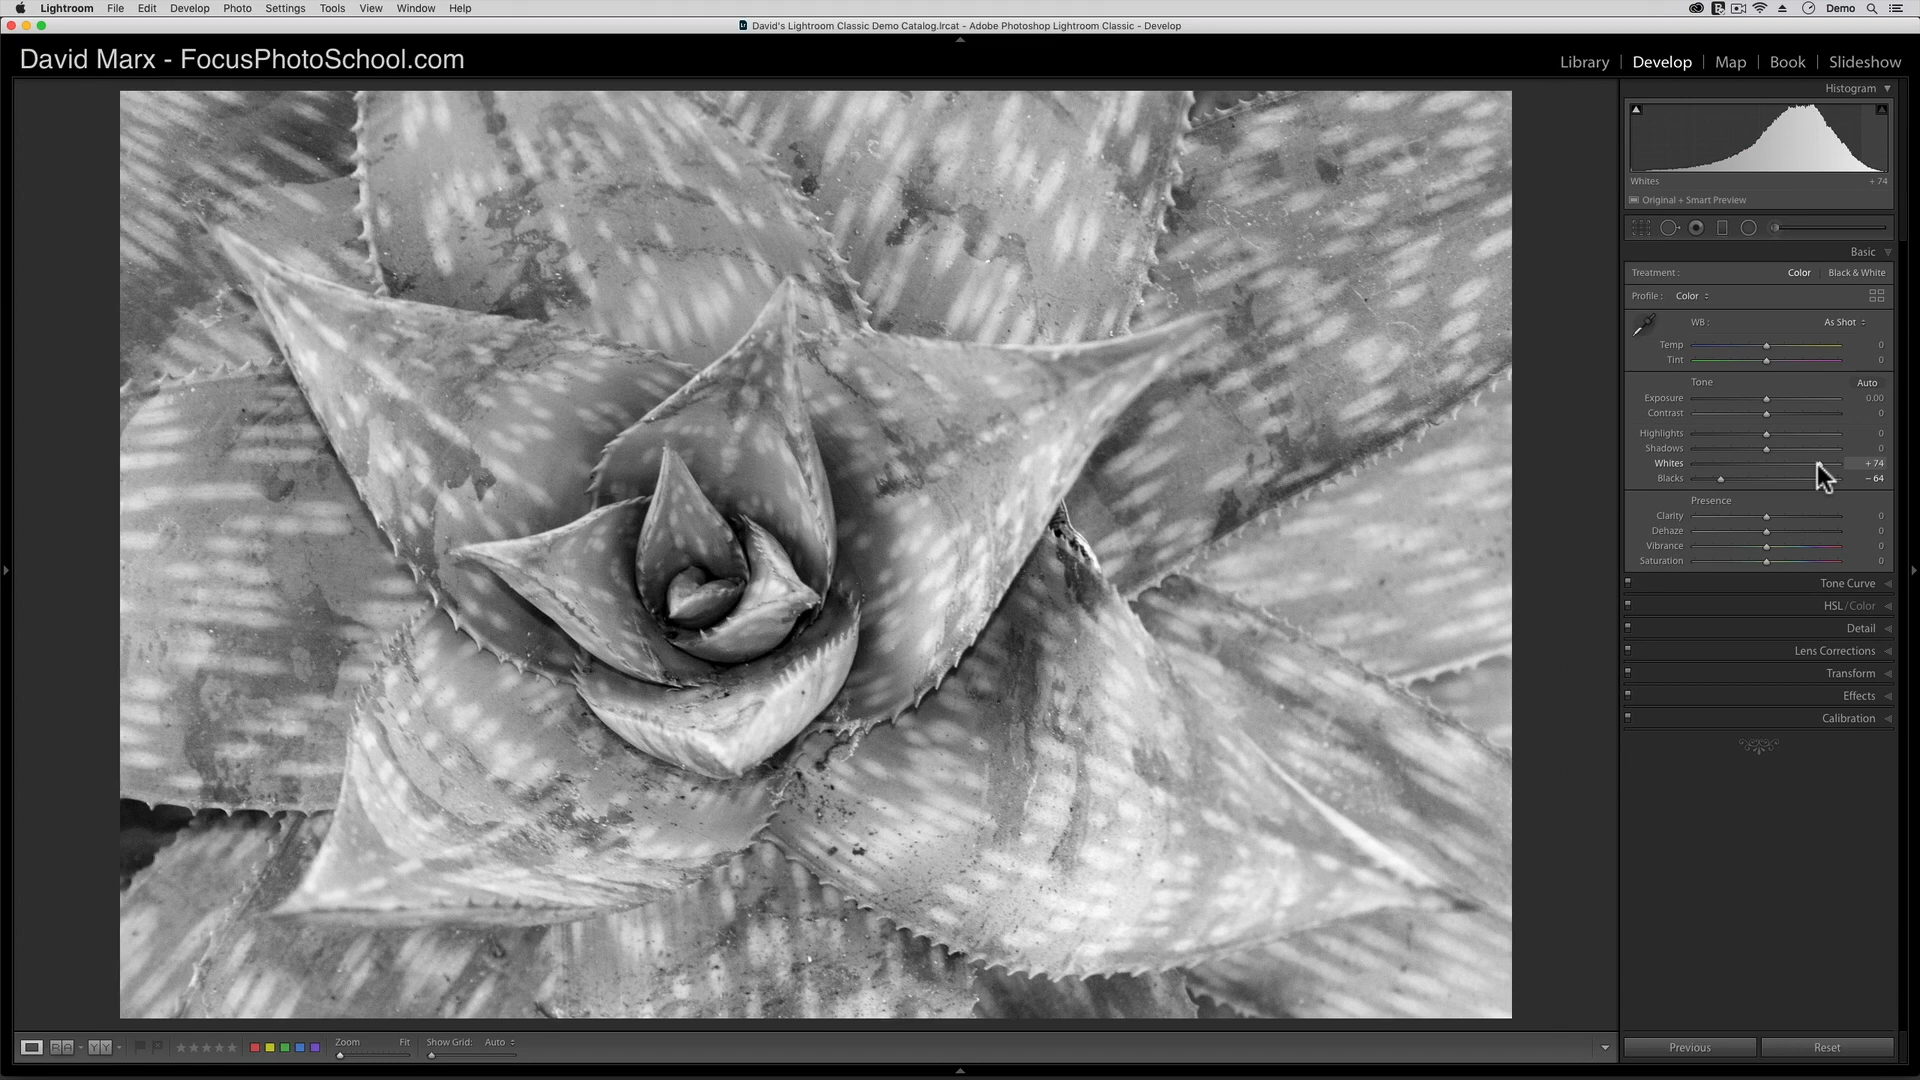 Lightroom File Edit Develop Photo Settings Tools View Window Help Demo
David's Lightroom Classic Demo Catalog.lrcat - Adobe Photoshop Lightroom Classic - Develop
David Marx - FocusPhotoSchool.com
Library | Develop | Map | Book | Slideshow
Histogram
Whites + 74
Original + Smart Preview
Basic
Treatment : Color Black & White
Profile : Color
WB : As Shot
Temp 0
Tint 0
Tone Auto
Exposure 0.00
Contrast 0
Highlights 0
Shadows 0
Whites + 74
Blacks – 64
Presence
Clarity 0
Dehaze 0
Vibrance 0
Saturation 0
Tone Curve
HSL / Color
Detail
Lens Corrections
Transform
Effects
Calibration
Zoom Fit Show Grid: Auto
Previous Reset